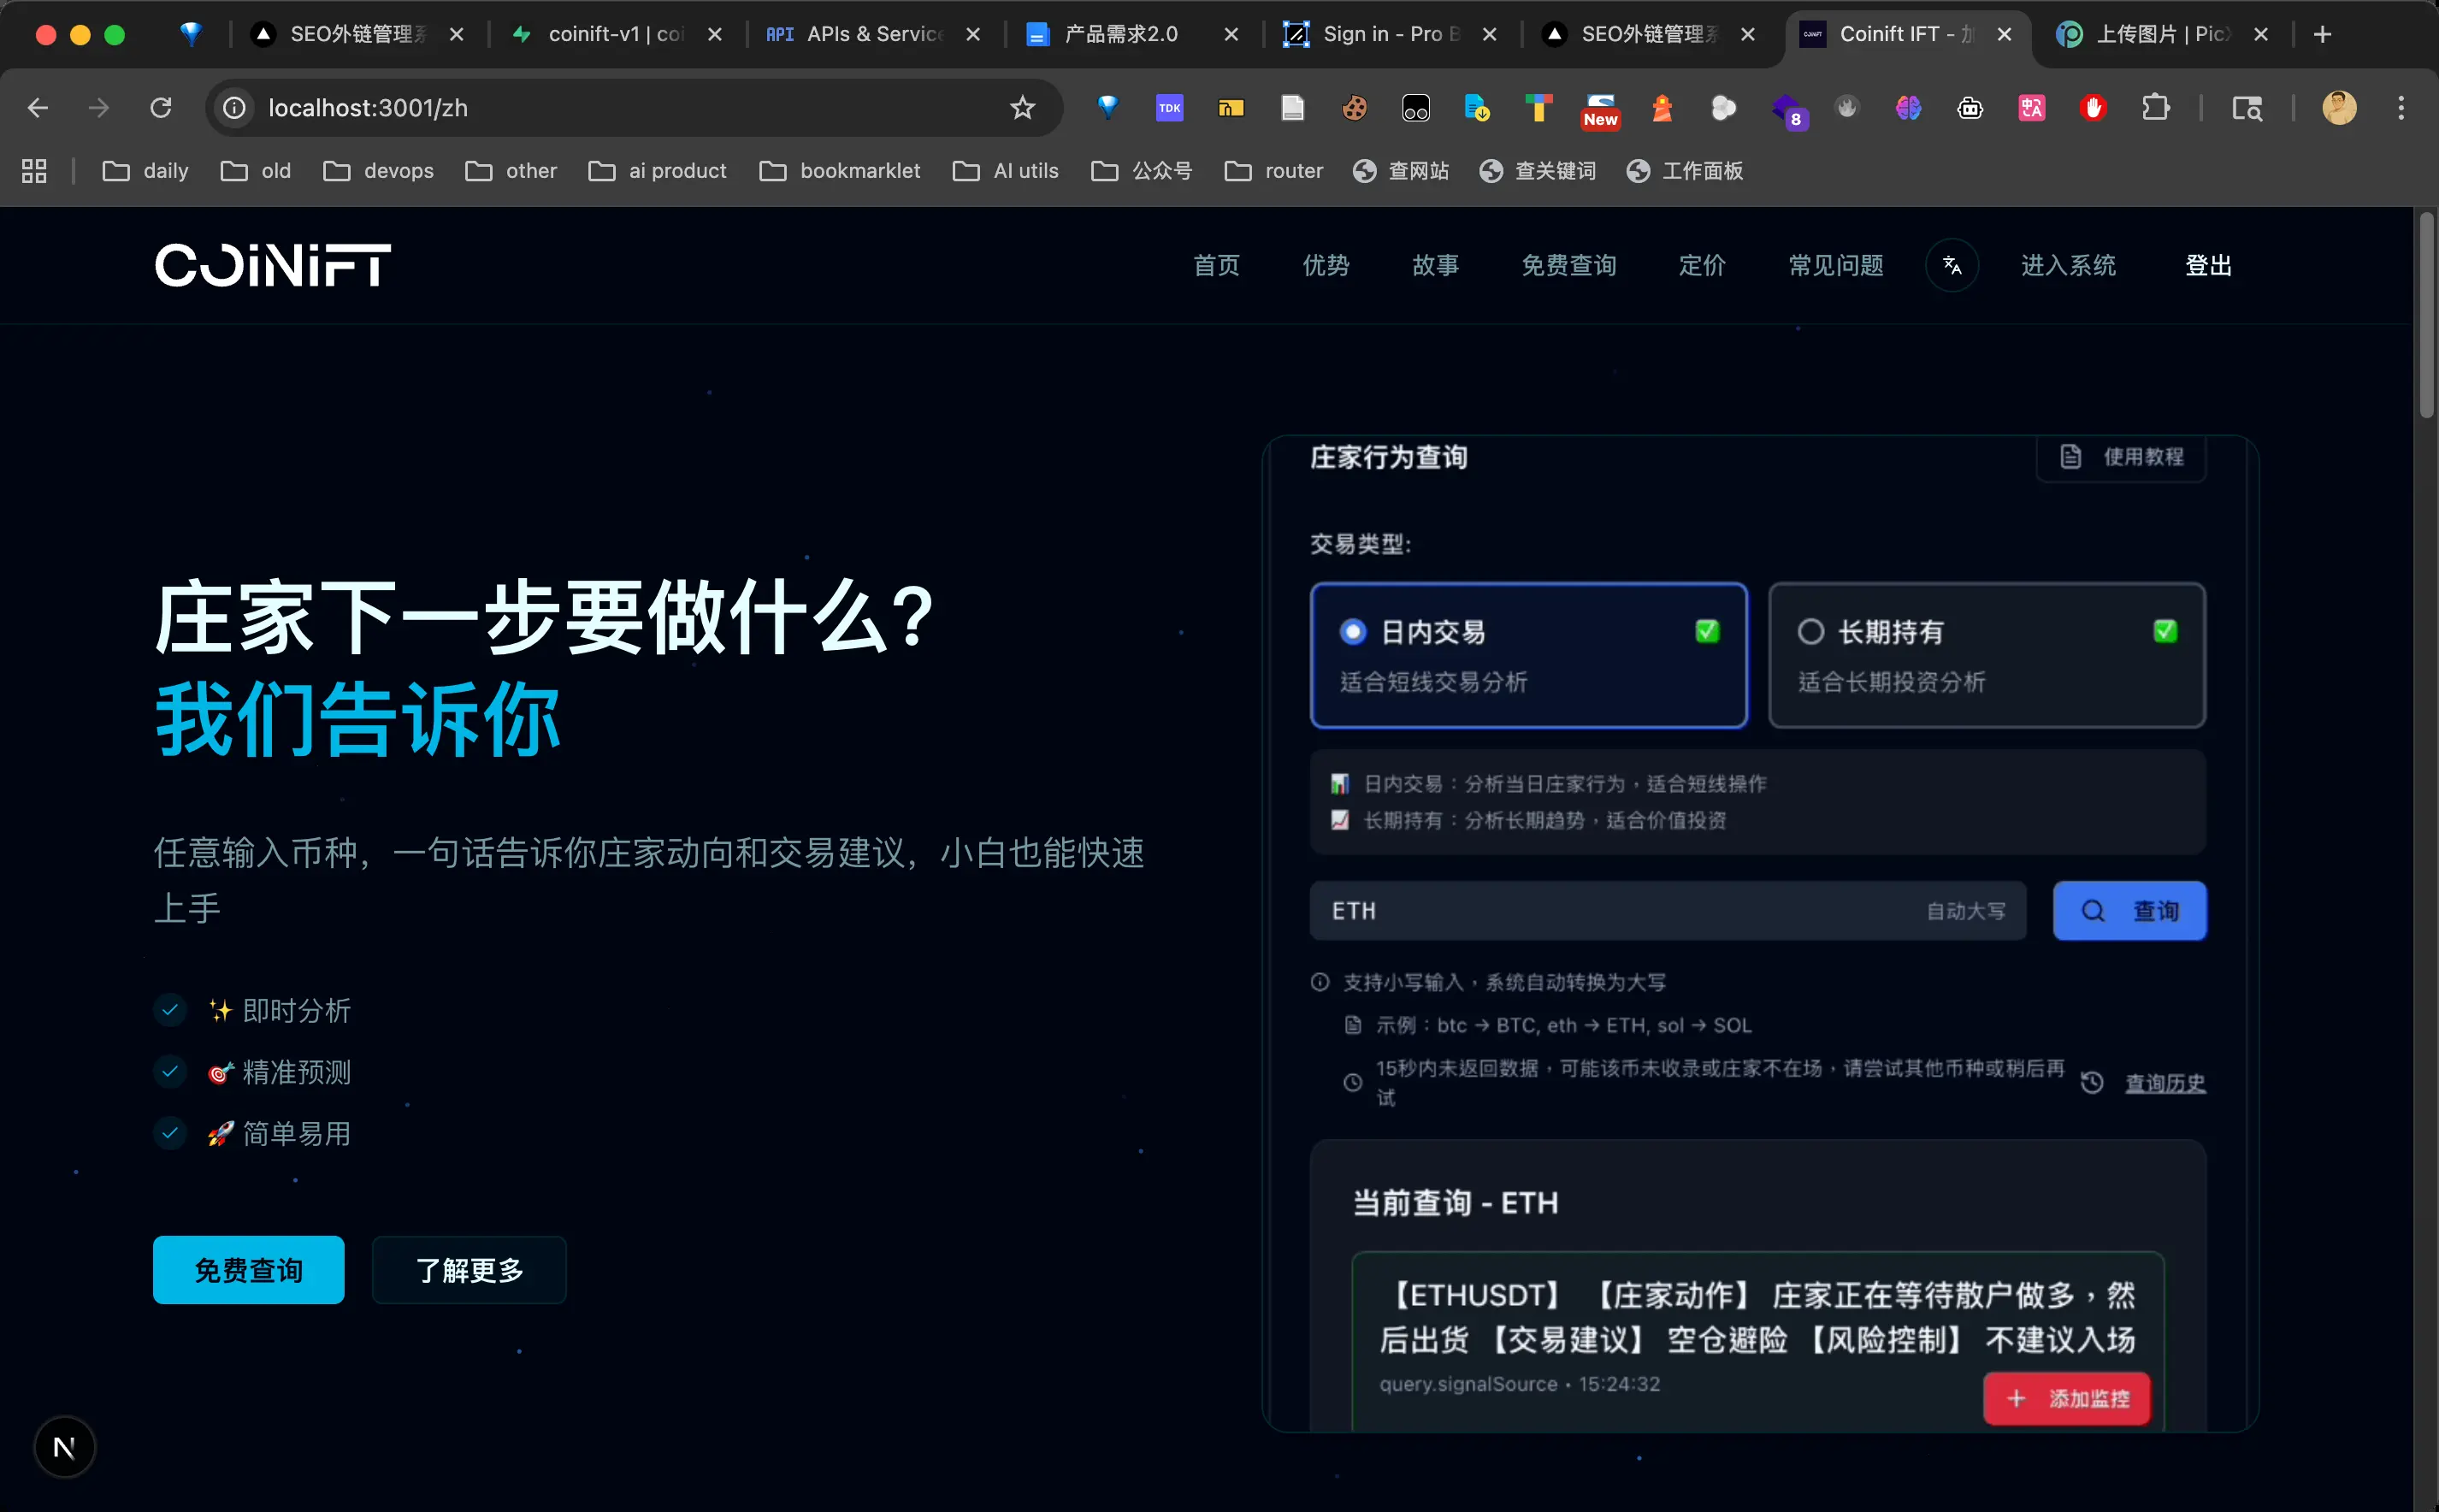 SEO外链管理系
coinift-v1 | coi
API APIs & Service
产品需求2.0
Sign in - Pro B
SEO外链管理系
Coinift IFT - 加
上传图片 | Pic
localhost:3001/zh
TDK
New
8
daily
old
devops
other
ai product
bookmarklet
AI utils
公众号
router
查网站
查关键词
工作面板
COiNiFT
首页
优势
故事
免费查询
定价
常见问题
进入系统
登出
庄家下一步要做什么?
我们告诉你
任意输入币种，一句话告诉你庄家动向和交易建议，小白也能快速
上手
✨ 即时分析
🎯 精准预测
🚀 简单易用
免费查询
了解更多
N
庄家行为查询
使用教程
交易类型:
日内交易 ✅
适合短线交易分析
长期持有 ✅
适合长期投资分析
📊 日内交易：分析当日庄家行为，适合短线操作
📈 长期持有：分析长期趋势，适合价值投资
ETH
自动大写
查询
支持小写输入，系统自动转换为大写
示例：btc → BTC, eth → ETH, sol → SOL
15秒内未返回数据，可能该币未收录或庄家不在场，请尝试其他币种或稍后再
试
查询历史
当前查询 - ETH
【ETHUSDT】 【庄家动作】 庄家正在等待散户做多，然
后出货 【交易建议】 空仓避险 【风险控制】 不建议入场
query.signalSource • 15:24:32
添加监控